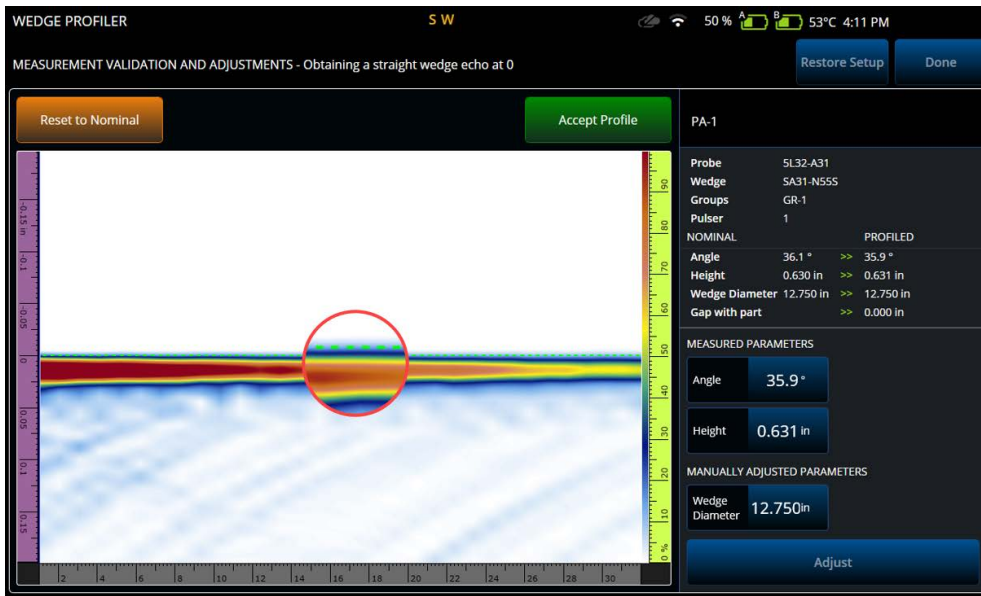 WEDGE PROFILER
S W
50 % A B 53°C 4:11 PM
MEASUREMENT VALIDATION AND ADJUSTMENTS - Obtaining a straight wedge echo at 0
Restore Setup
Done
Reset to Nominal
Accept Profile
PA-1
Probe 5L32-A31
Wedge SA31-N55S
Groups GR-1
Pulser 1
NOMINAL PROFILED
Angle 36.1 ° >> 35.9 °
Height 0.630 in >> 0.631 in
Wedge Diameter 12.750 in >> 12.750 in
Gap with part >> 0.000 in
MEASURED PARAMETERS
Angle 35.9 °
Height 0.631 in
MANUALLY ADJUSTED PARAMETERS
Wedge Diameter 12.750in
Adjust
-0.15 in
-0.1
-0.05
0
0.05
0.1
0.15
90
80
70
60
50
40
30
20
10
0 %
2 4 6 8 10 12 14 16 18 20 22 24 26 28 30